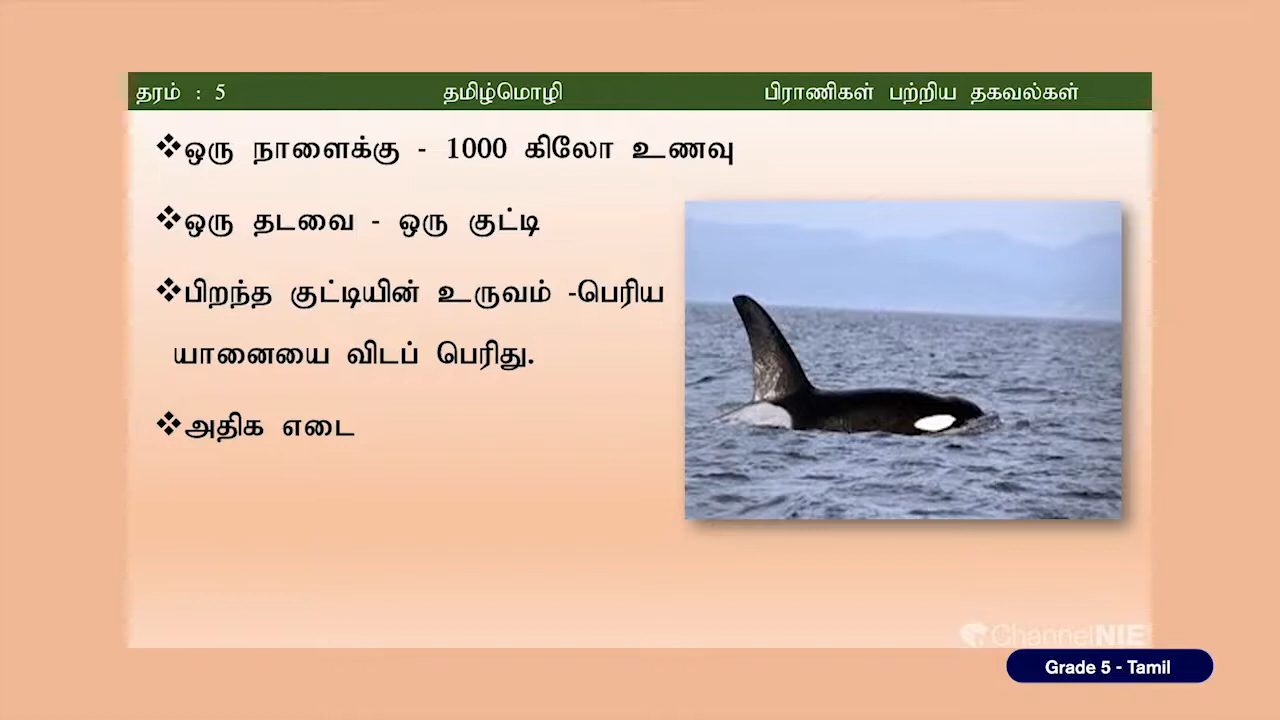 தரம் : 5 தமிழ்மொழி பிராணிகள் பற்றிய தகவல்கள்
❖ஒரு நாளைக்கு - 1000 கிலோ உணவு
❖ஒரு தடவை - ஒரு குட்டி
❖பிறந்த குட்டியின் உருவம் -பெரிய
யானையை விடப் பெரிது.
❖அதிக எடை
ChannelNIE
Grade 5 - Tamil